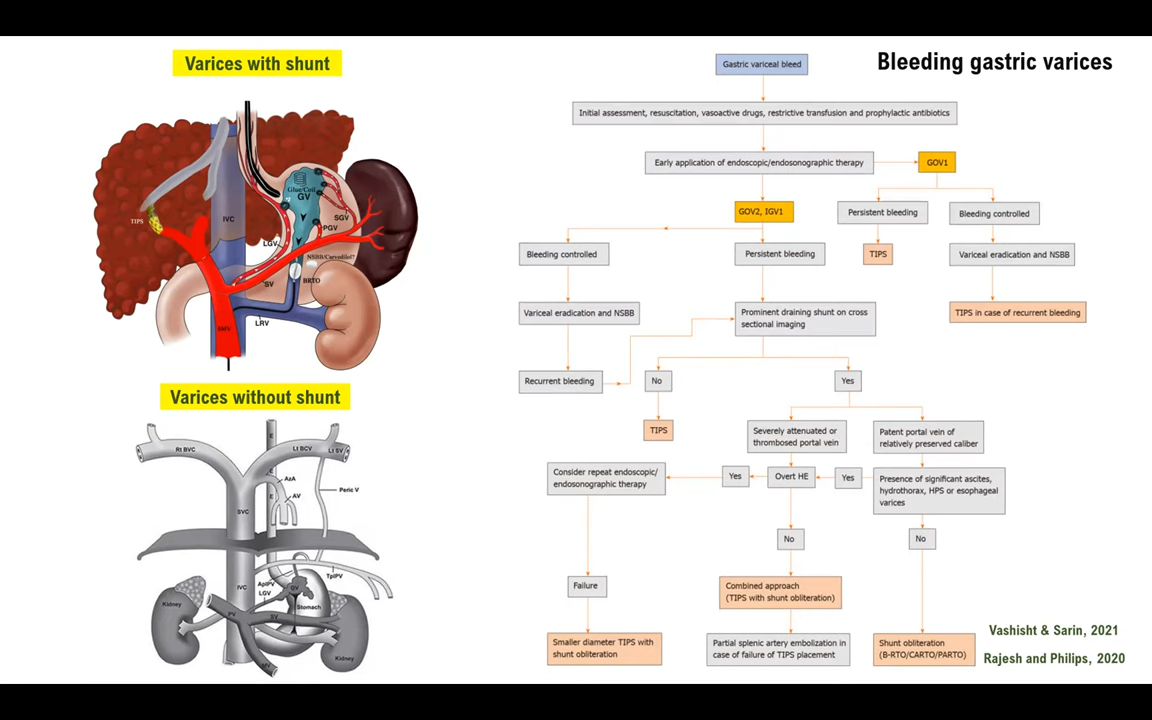 Varices with shunt
TIPS
IVC
Glue/Coil
GV
SGV
PGV
LGV
NSBB/Carvedilol?
BRTO
SV
LRV
SMV
Varices without shunt
E
Rt BVC
Lt BCV
Lt SV
E
AzA
E
AV
Peric V
SVC
TpIPV
IVC
ApIPV
LGV
GV
Stomach
Kidney
PV
SV
Kidney
Bleeding gastric varices
Gastric variceal bleed
Initial assessment, resuscitation, vasoactive drugs, restrictive transfusion and prophylactic antibiotics
Early application of endoscopic/endosonographic therapy
GOV1
GOV2, IGV1
Persistent bleeding
Bleeding controlled
Bleeding controlled
Persistent bleeding
TIPS
Variceal eradication and NSBB
Variceal eradication and NSBB
Prominent draining shunt on cross
sectional imaging
TIPS in case of recurrent bleeding
Recurrent bleeding
No
Yes
TIPS
Severely attenuated or
thrombosed portal vein
Patent portal vein of
relatively preserved caliber
Consider repeat endoscopic/
endosonographic therapy
Yes
Overt HE
Yes
Presence of significant ascites,
hydrothorax, HPS or esophageal
varices
No
No
Failure
Combined approach
(TIPS with shunt obliteration)
Smaller diameter TIPS with
shunt obliteration
Partial splenic artery embolization in
case of failure of TIPS placement
Shunt obliteration
(B-RTO/CARTO/PARTO)
Vashisht & Sarin, 2021
Rajesh and Philips, 2020